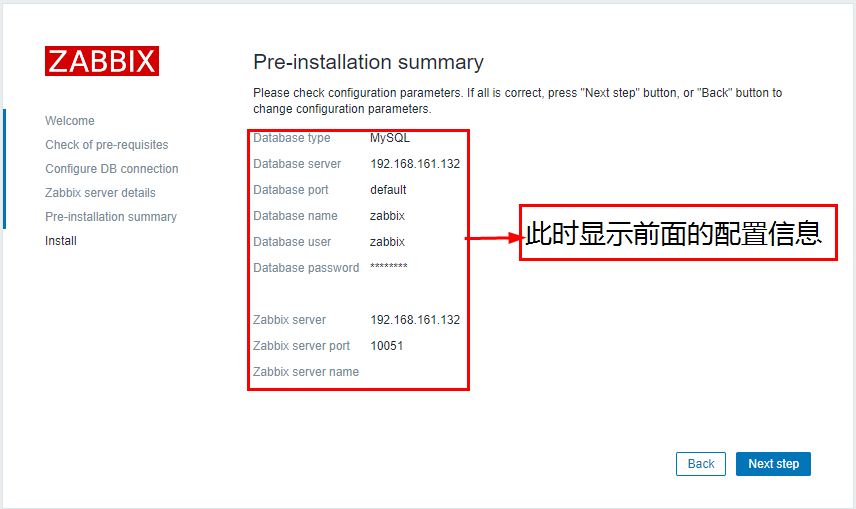 ZABBIX
Welcome
Check of pre-requisites
Configure DB connection
Zabbix server details
Pre-installation summary
Install
Pre-installation summary
Please check configuration parameters. If all is correct, press "Next step" button, or "Back" button to
change configuration parameters.
Database type MySQL
Database server 192.168.161.132
Database port default
Database name zabbix
Database user zabbix
Database password ********
Zabbix server 192.168.161.132
Zabbix server port 10051
Zabbix server name
此时显示前面的配置信息
Back Next step